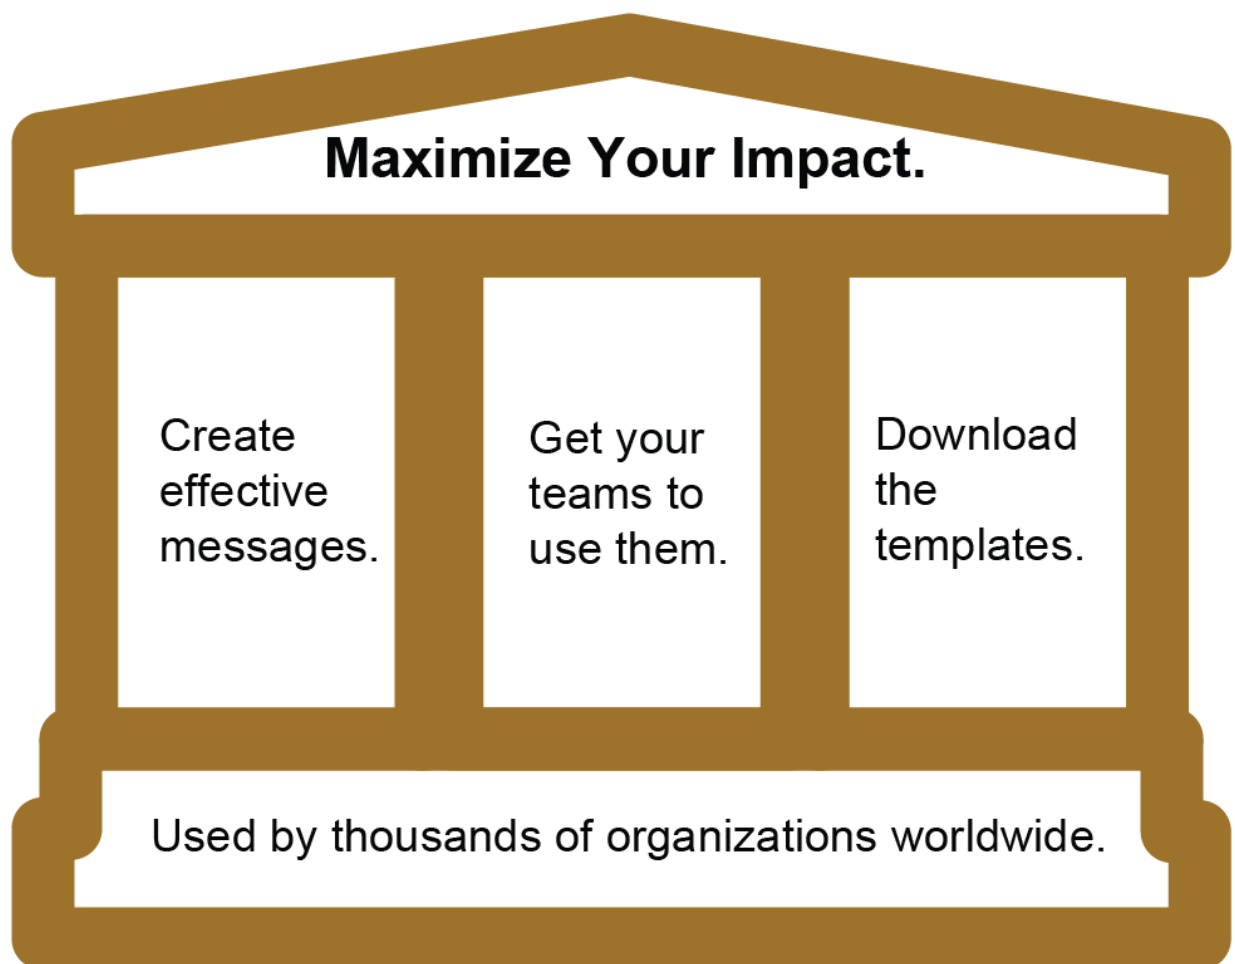 Maximize Your Impact.
Create
effective
messages.
Get your
teams to
use them.
Download
the
templates.
Used by thousands of organizations worldwide.